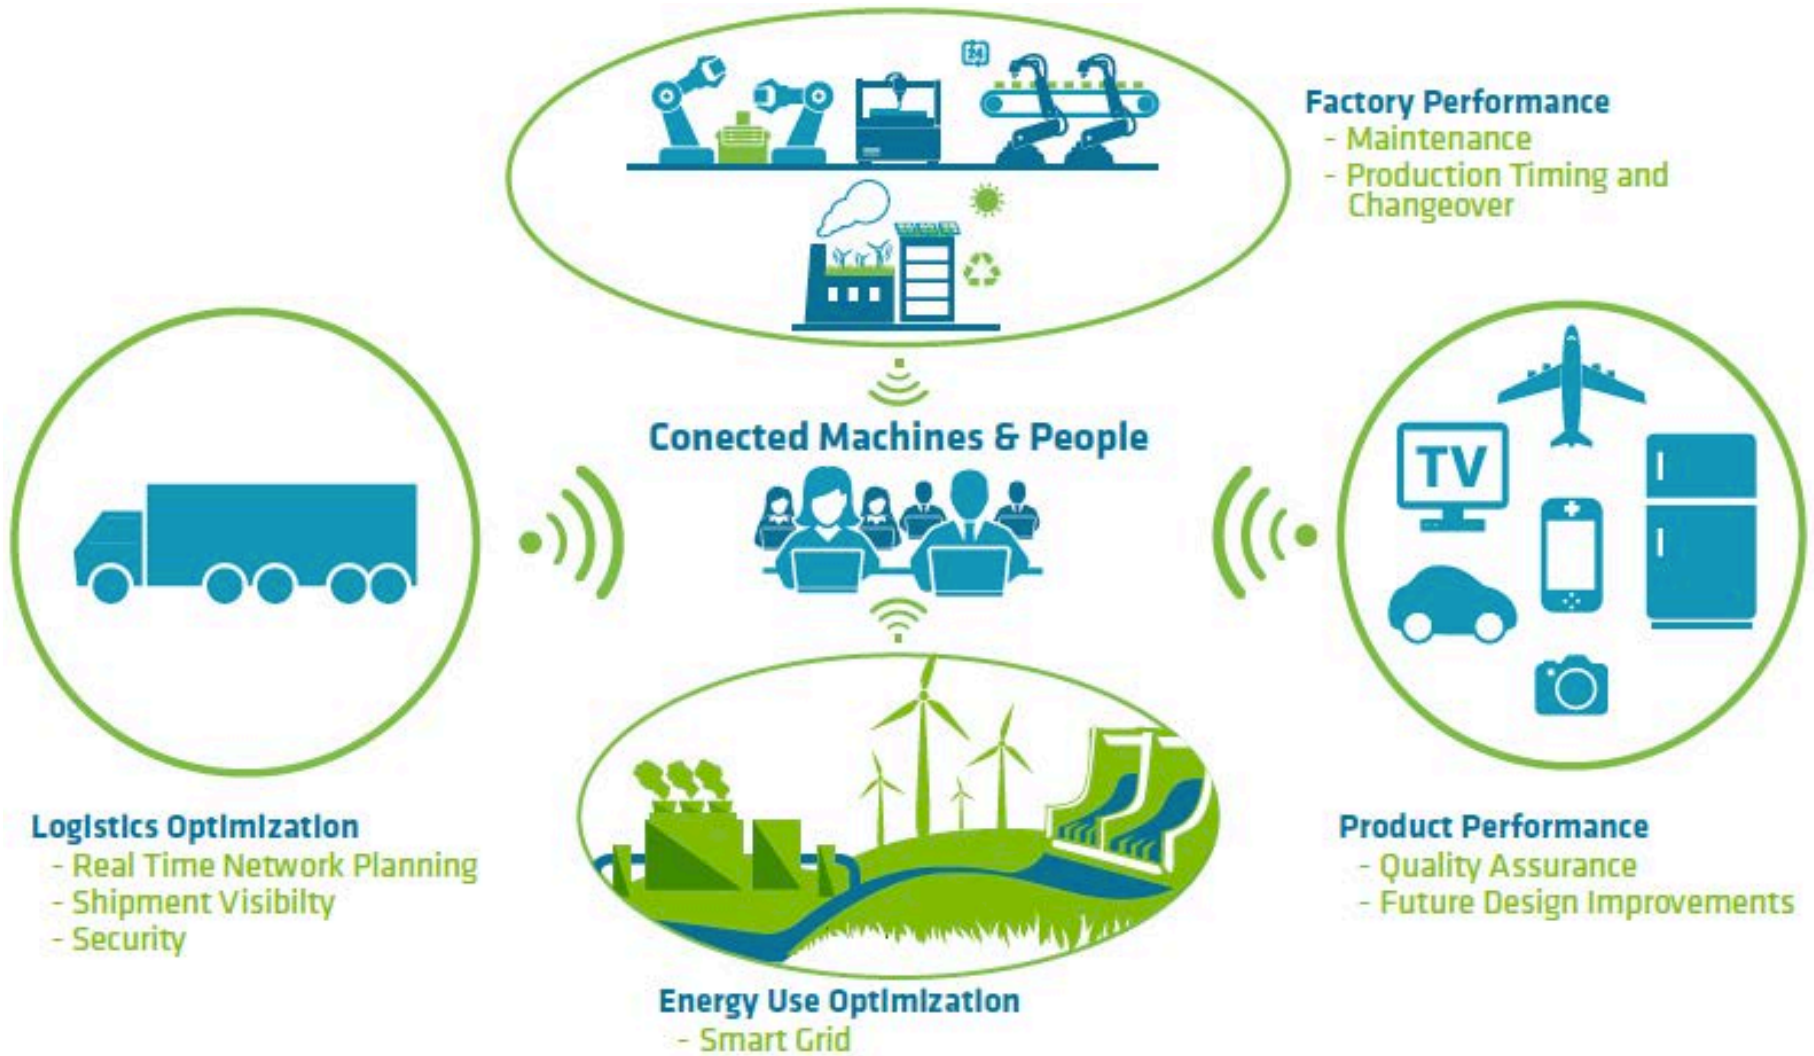 24
Factory Performance
- Maintenance
- Production Timing and
Changeover
Conected Machines & People
TV
Logistics Optimization
- Real Time Network Planning
- Shipment Visibilty
- Security
Product Performance
- Quality Assurance
- Future Design Improvements
Energy Use Optimization
- Smart Grid